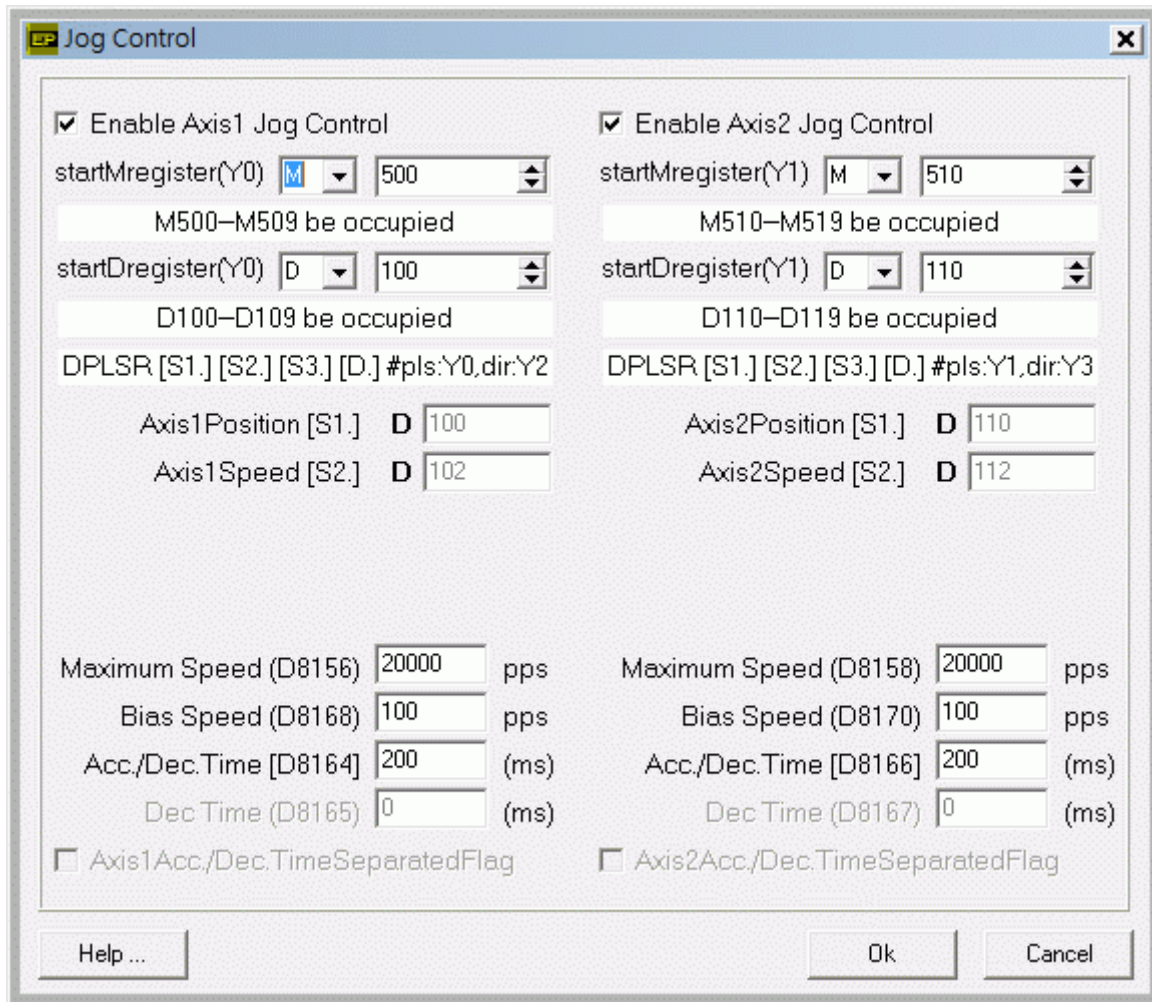 EP Jog Control
Enable Axis1 Jog Control
startMregister(Y0) M 500
M500—M509 be occupied
startDregister(Y0) D 100
D100—D109 be occupied
DPLSR [S1.] [S2.] [S3.] [D.] #pls:Y0,dir:Y2
Axis1Position [S1.] D 100
Axis1Speed [S2.] D 102
Maximum Speed (D8156) 20000 pps
Bias Speed (D8168) 100 pps
Acc./Dec.Time [D8164] 200 (ms)
Dec Time (D8165) 0 (ms)
Axis1Acc./Dec.TimeSeparatedFlag
Enable Axis2 Jog Control
startMregister(Y1) M 510
M510—M519 be occupied
startDregister(Y1) D 110
D110—D119 be occupied
DPLSR [S1.] [S2.] [S3.] [D.] #pls:Y1,dir:Y3
Axis2Position [S1.] D 110
Axis2Speed [S2.] D 112
Maximum Speed (D8158) 20000 pps
Bias Speed (D8170) 100 pps
Acc./Dec.Time [D8166] 200 (ms)
Dec Time (D8167) 0 (ms)
Axis2Acc./Dec.TimeSeparatedFlag
Help ...
Ok
Cancel